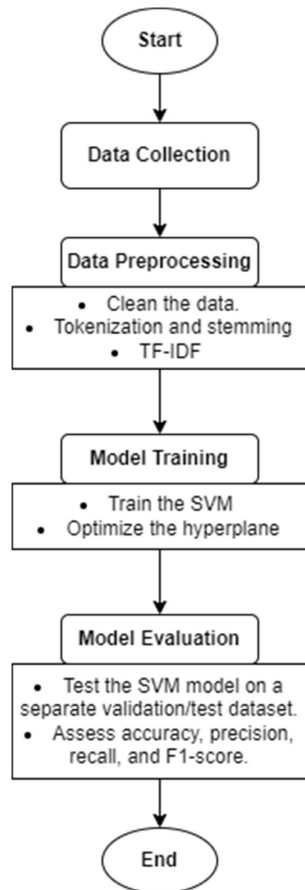 Start
Data Collection
Data Preprocessing
• Clean the data.
• Tokenization and stemming
• TF-IDF
Model Training
• Train the SVM
• Optimize the hyperplane
Model Evaluation
• Test the SVM model on a
separate validation/test dataset.
• Assess accuracy, precision,
recall, and F1-score.
End